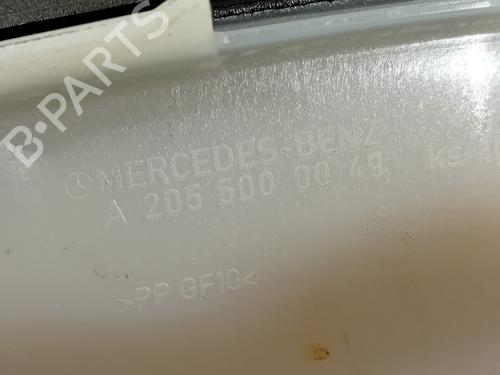 B-PARTS
MERCEDES-BENZ
A 205 500 00 49
>PP GF10<